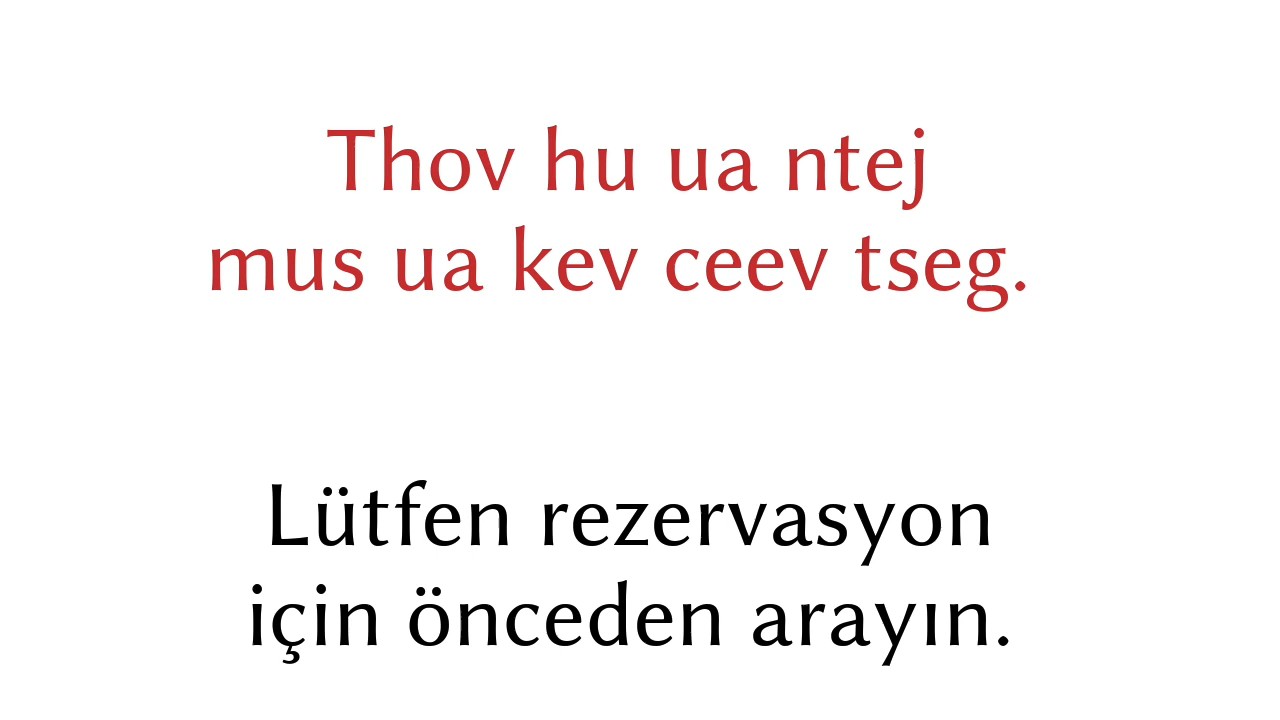 Thov hu ua ntej
mus ua kev ceev tseg.
Lütfen rezervasyon
için önceden arayın.